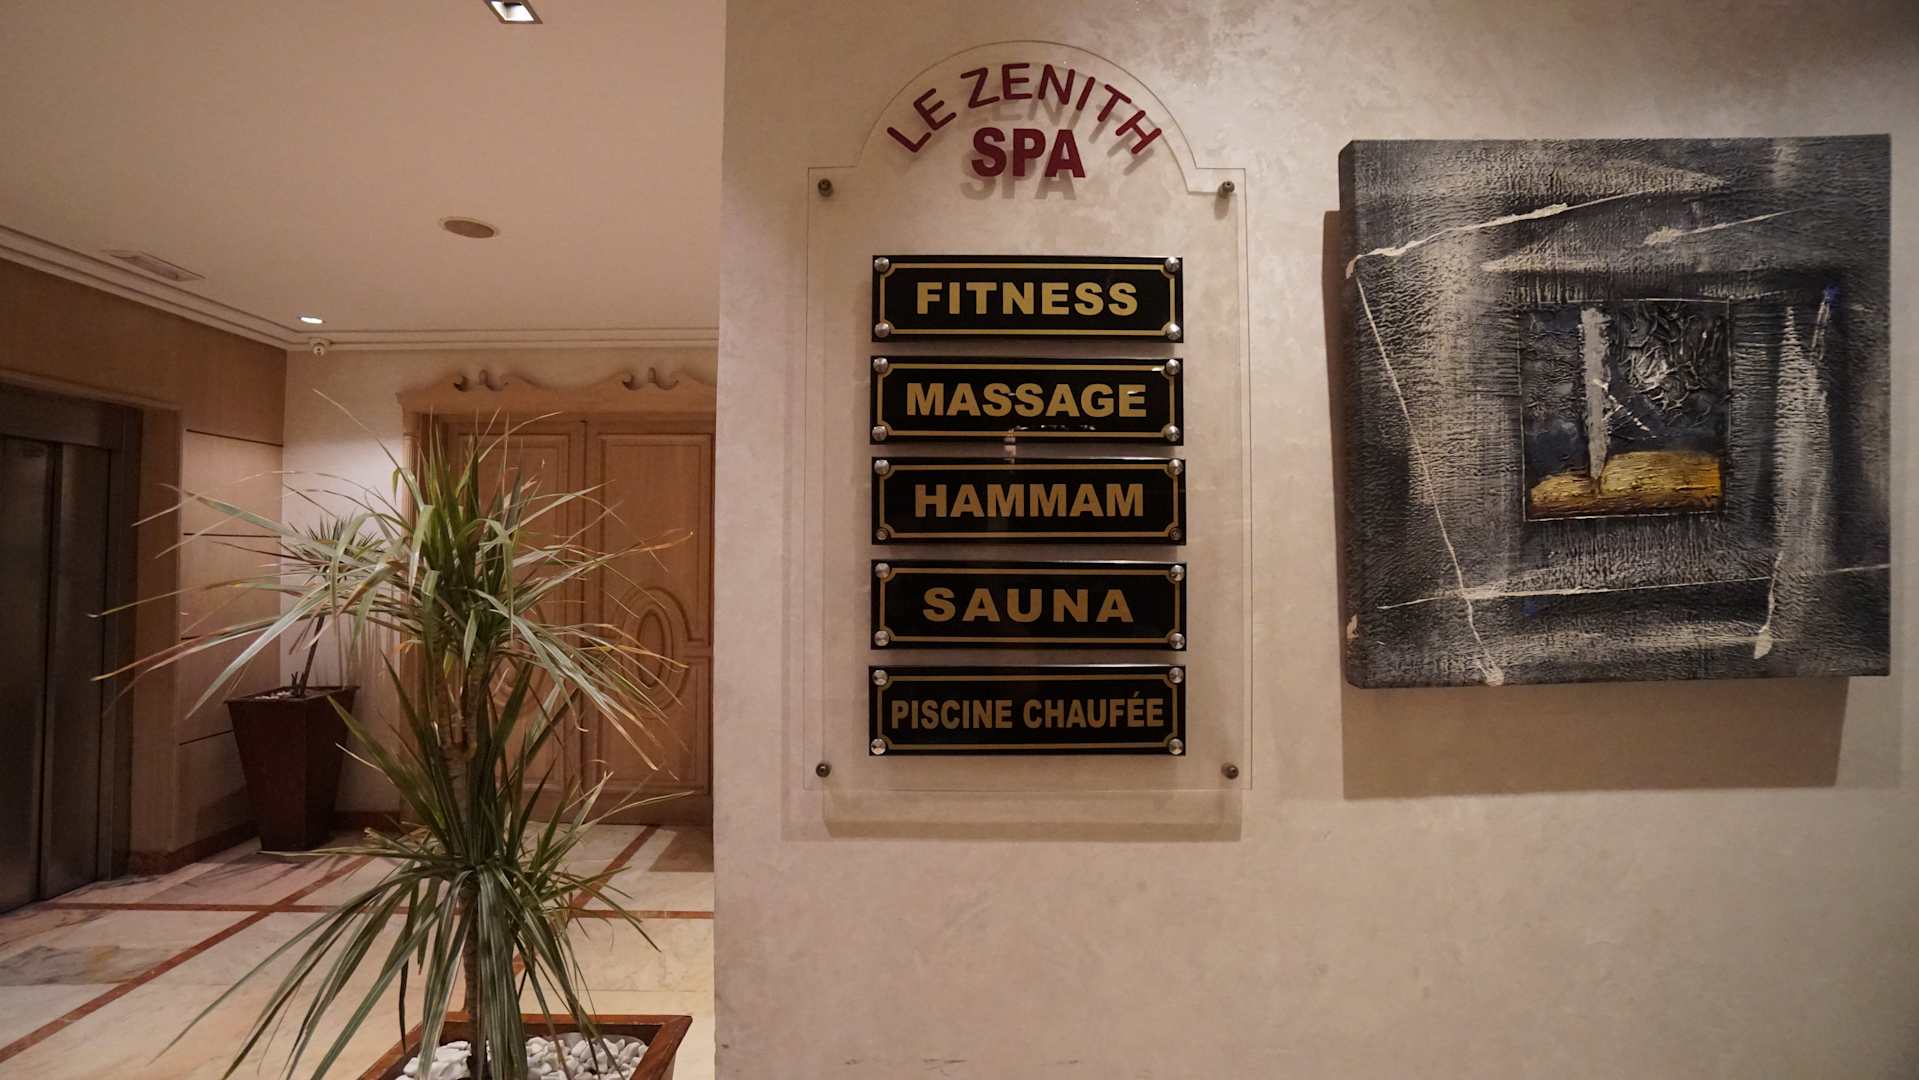 LE ZENITH
SPA
FITNESS
MASSAGE
HAMMAM
SAUNA
PISCINE CHAUFÉE